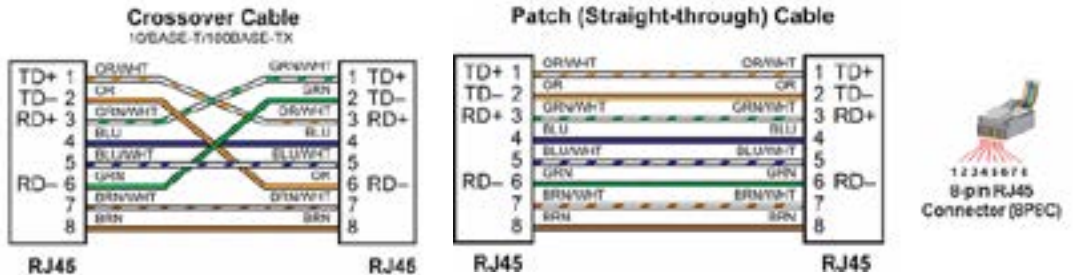 Crossover Cable
10/BASE-T/100BASE-TX
TD+ 1 OR/WHT GRN/WHT 1 TD+
TD– 2 OR GRN 2 TD–
RD+ 3 GRN/WHT OR/WHT 3 RD+
4 BLU BLU 4
5 BLU/WHT BLU/WHT 5
RD– 6 GRN OR 6 RD–
7 BRN/WHT BRN/WHT 7
8 BRN BRN 8
RJ45 RJ45
Patch (Straight-through) Cable
TD+ 1 OR/WHT OR/WHT 1 TD+
TD– 2 OR OR 2 TD–
RD+ 3 GRN/WHT GRN/WHT 3 RD+
4 BLU BLU 4
5 BLU/WHT BLU/WHT 5
RD– 6 GRN GRN 6 RD–
7 BRN/WHT BRN/WHT 7
8 BRN BRN 8
RJ45 RJ45
1 2 3 4 5 6 7 8
8-pin RJ45
Connector (8P8C)